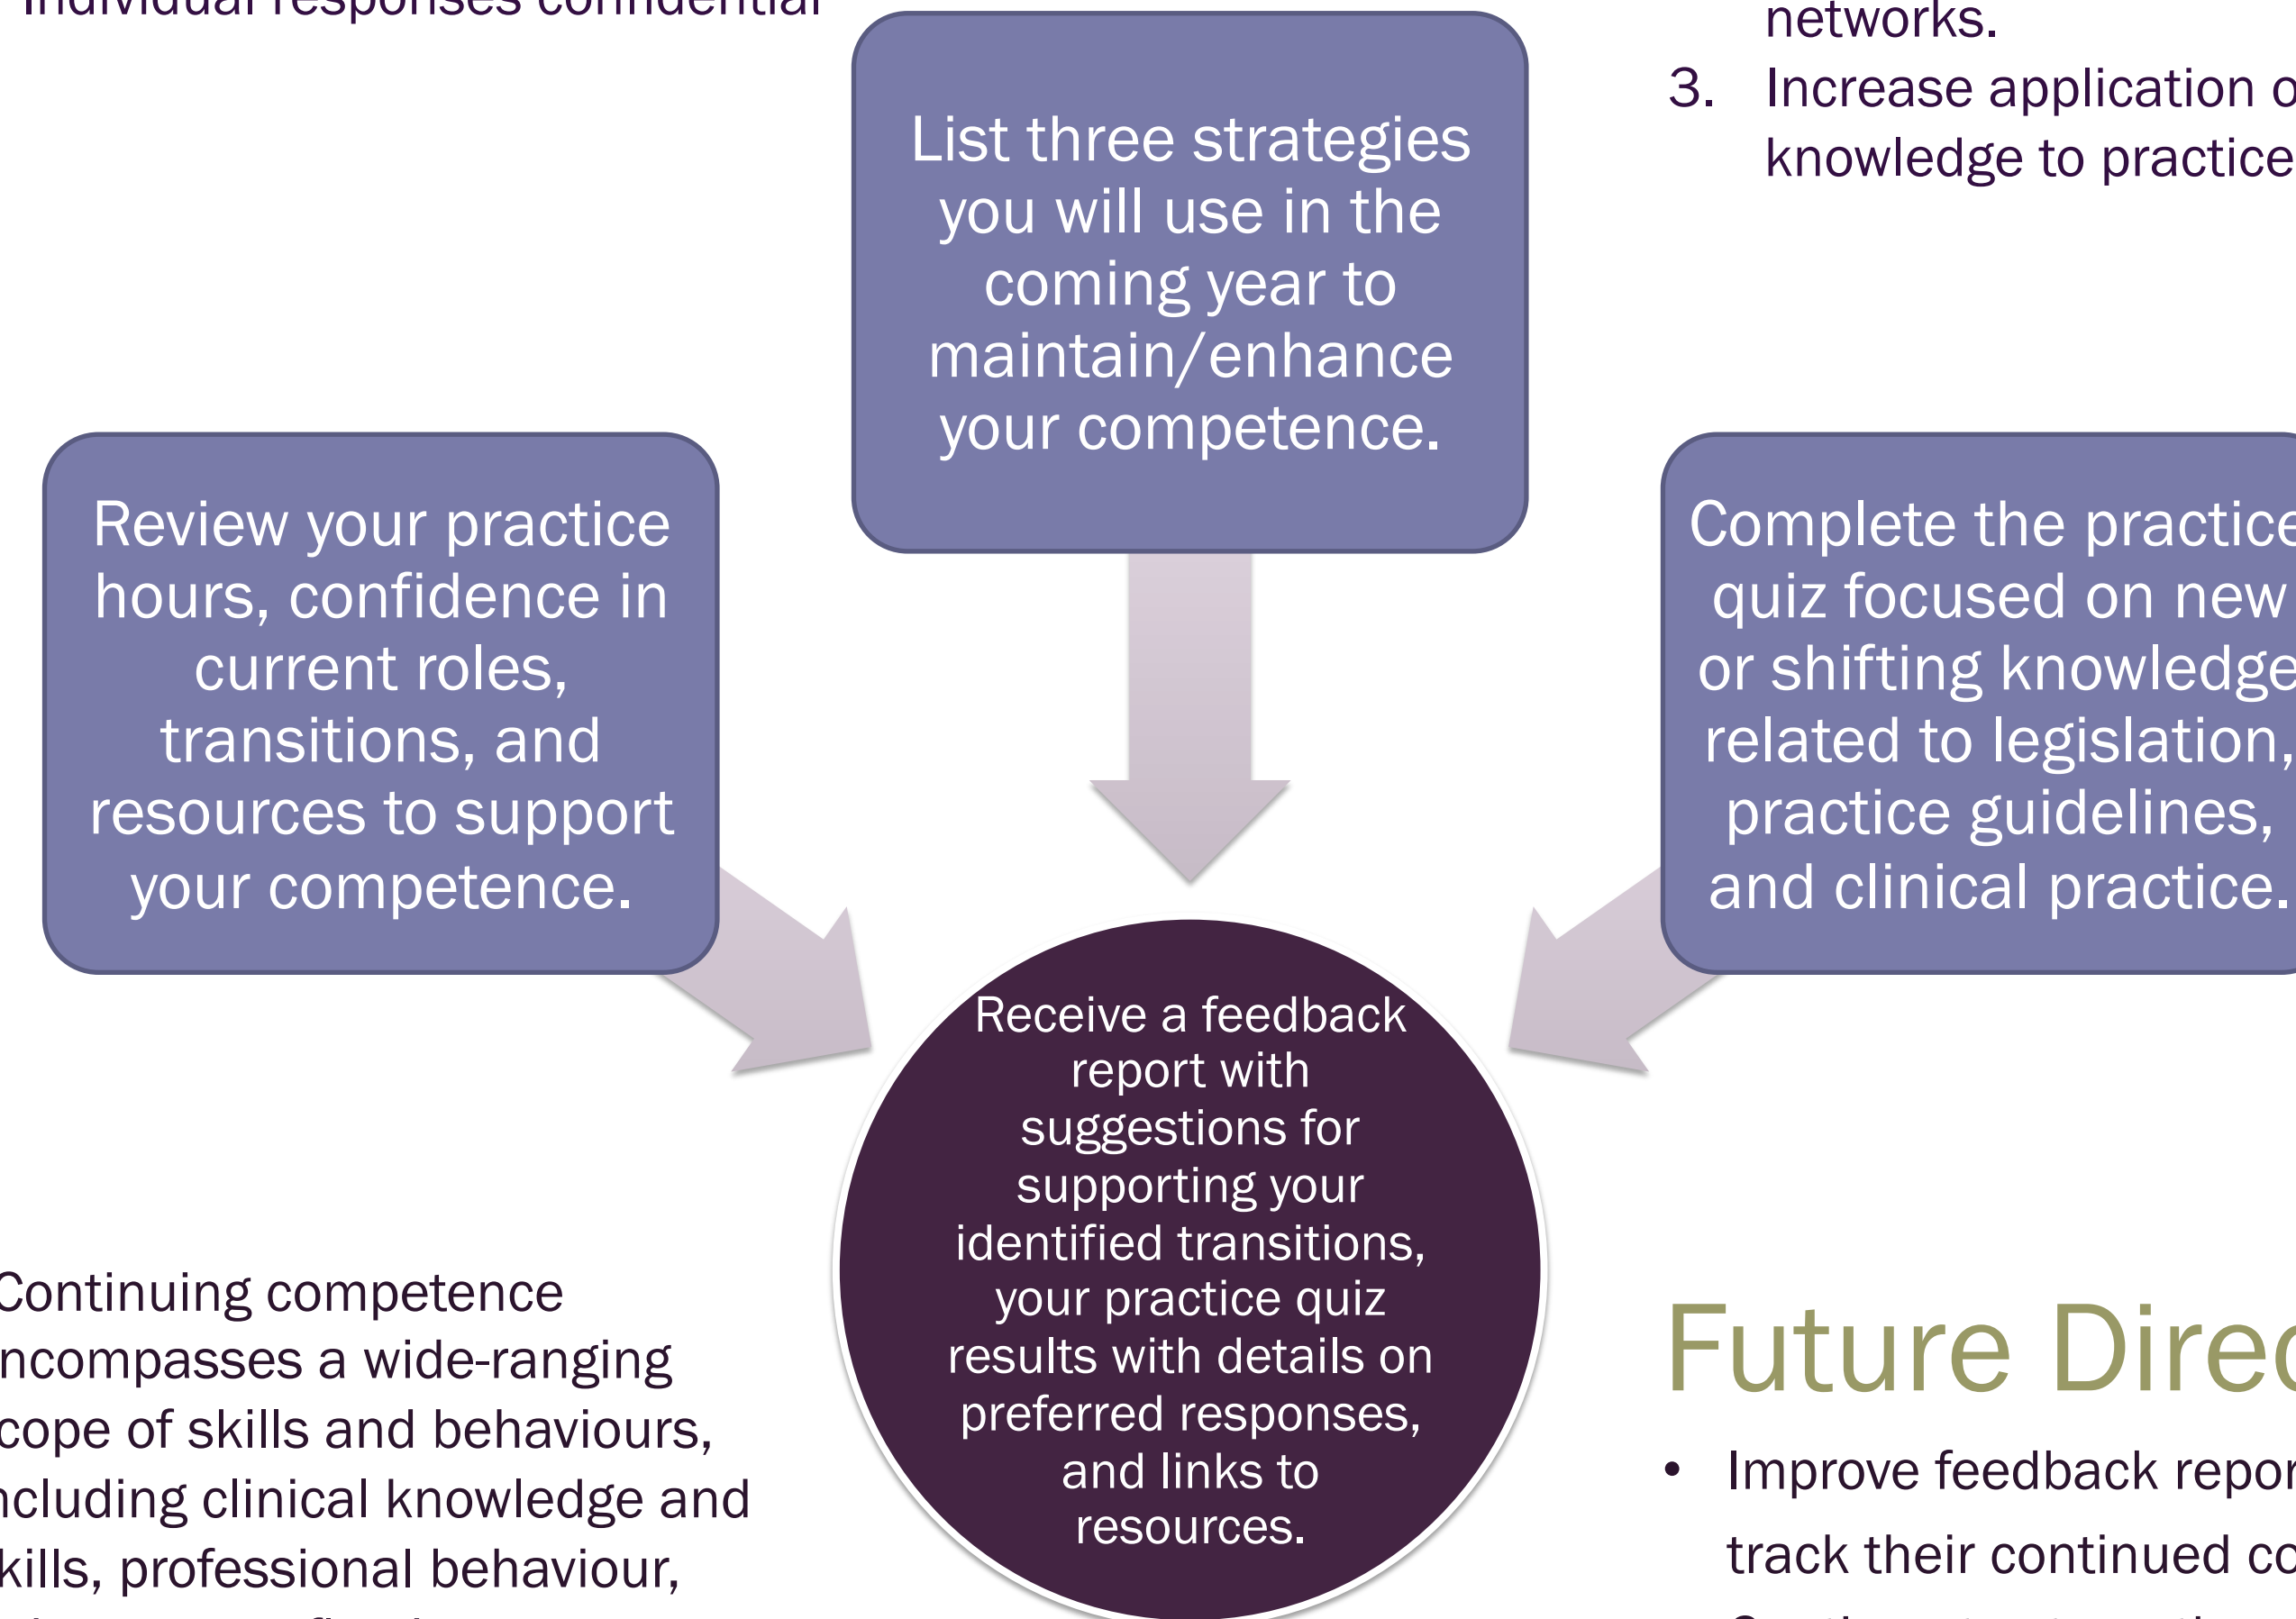 Individual responses confidential
networks.
3. Increase application o
knowledge to practice
List three strategies
you will use in the
coming year to
maintain/enhance
your competence.
Review your practice
hours, confidence in
current roles,
transitions, and
resources to support
your competence.
Complete the practice
quiz focused on new
or shifting knowledge
related to legislation,
practice guidelines,
and clinical practice.
Receive a feedback
report with
suggestions for
supporting your
identified transitions,
your practice quiz
results with details on
preferred responses,
and links to
resources.
Continuing competence
ncompasses a wide-ranging
cope of skills and behaviours,
ncluding clinical knowledge and
kills, professional behaviour,
Future Direc
• Improve feedback repor
track their continued co